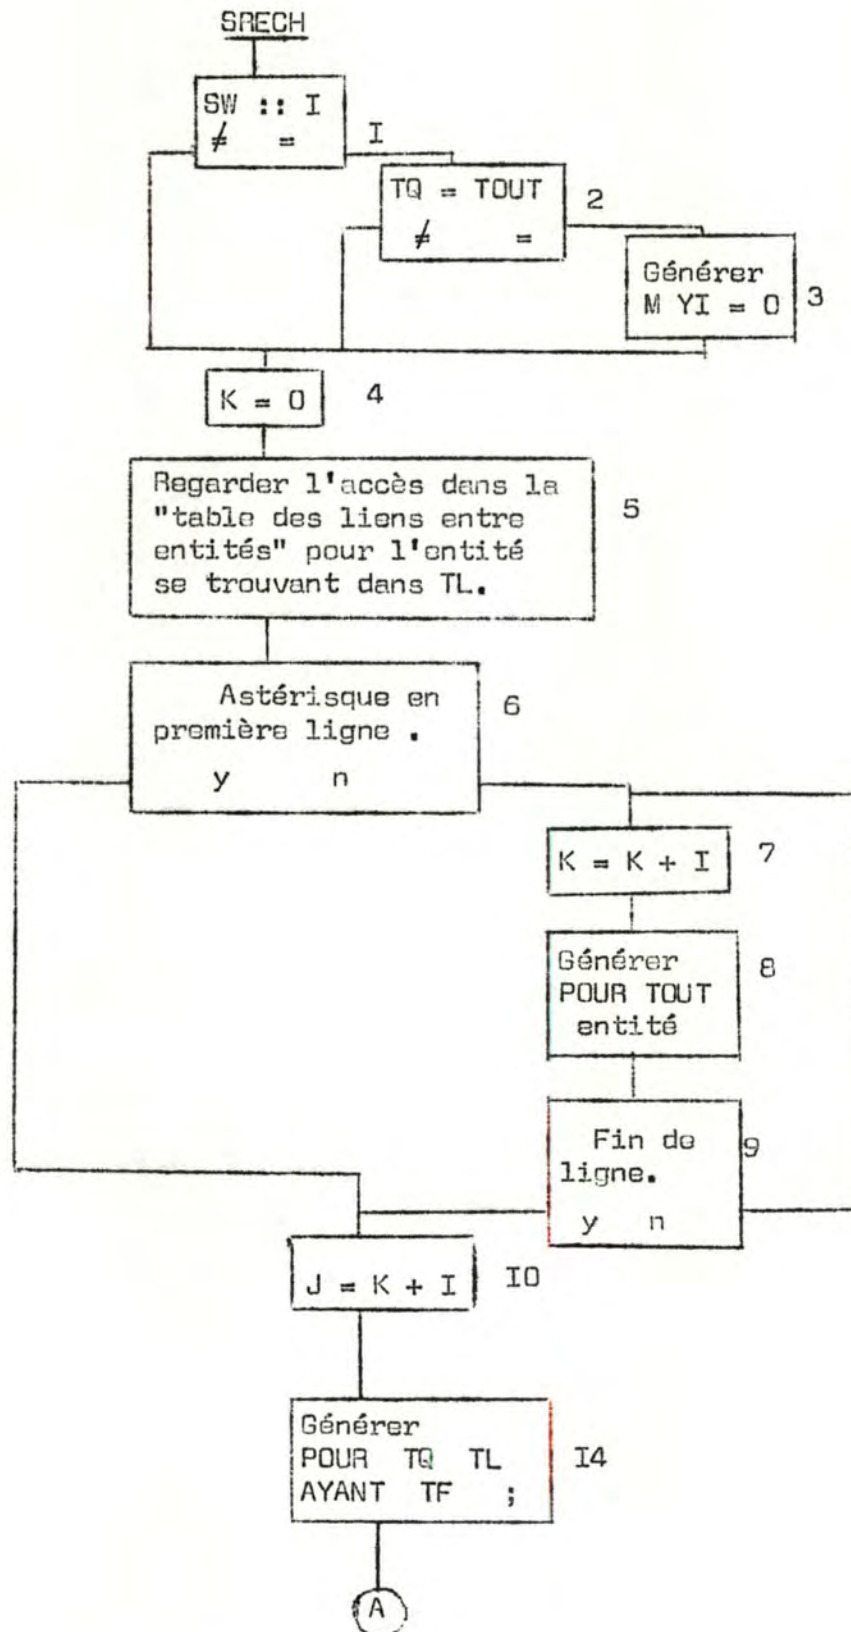 SRECH
SW :: I
≠ =
I
TQ = TOUT
≠ =
2
Générer
M YI = 0
3
K = 0
4
Regarder l'accès dans la
"table des liens entre
entités" pour l'entité
se trouvant dans TL.
5
Astérisque en
première ligne .
y n
6
K = K + I
7
Générer
POUR TOUT
entité
8
Fin de
ligne.
y n
9
J = K + I
I0
Générer
POUR TQ TL
AYANT TF ;
I4
A